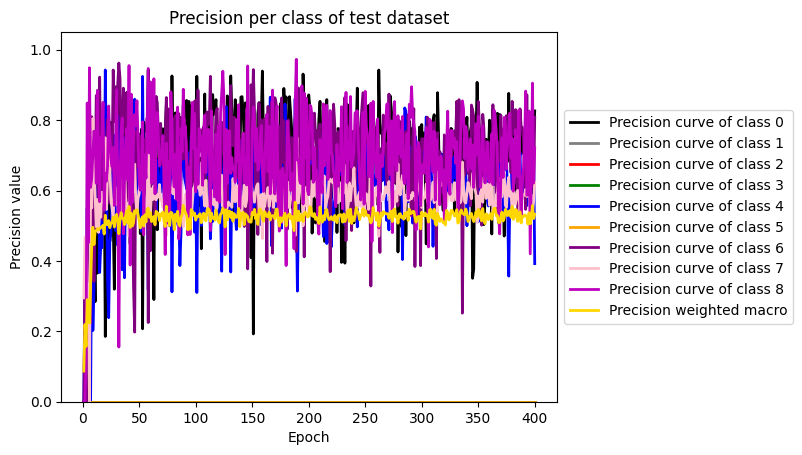 Precision per class of test dataset
Precision value
1.0
0.8
0.6
0.4
0.2
0.0
0
50
100
150
200
250
300
350
400
Epoch
Precision curve of class 0
Precision curve of class 1
Precision curve of class 2
Precision curve of class 3
Precision curve of class 4
Precision curve of class 5
Precision curve of class 6
Precision curve of class 7
Precision curve of class 8
Precision weighted macro